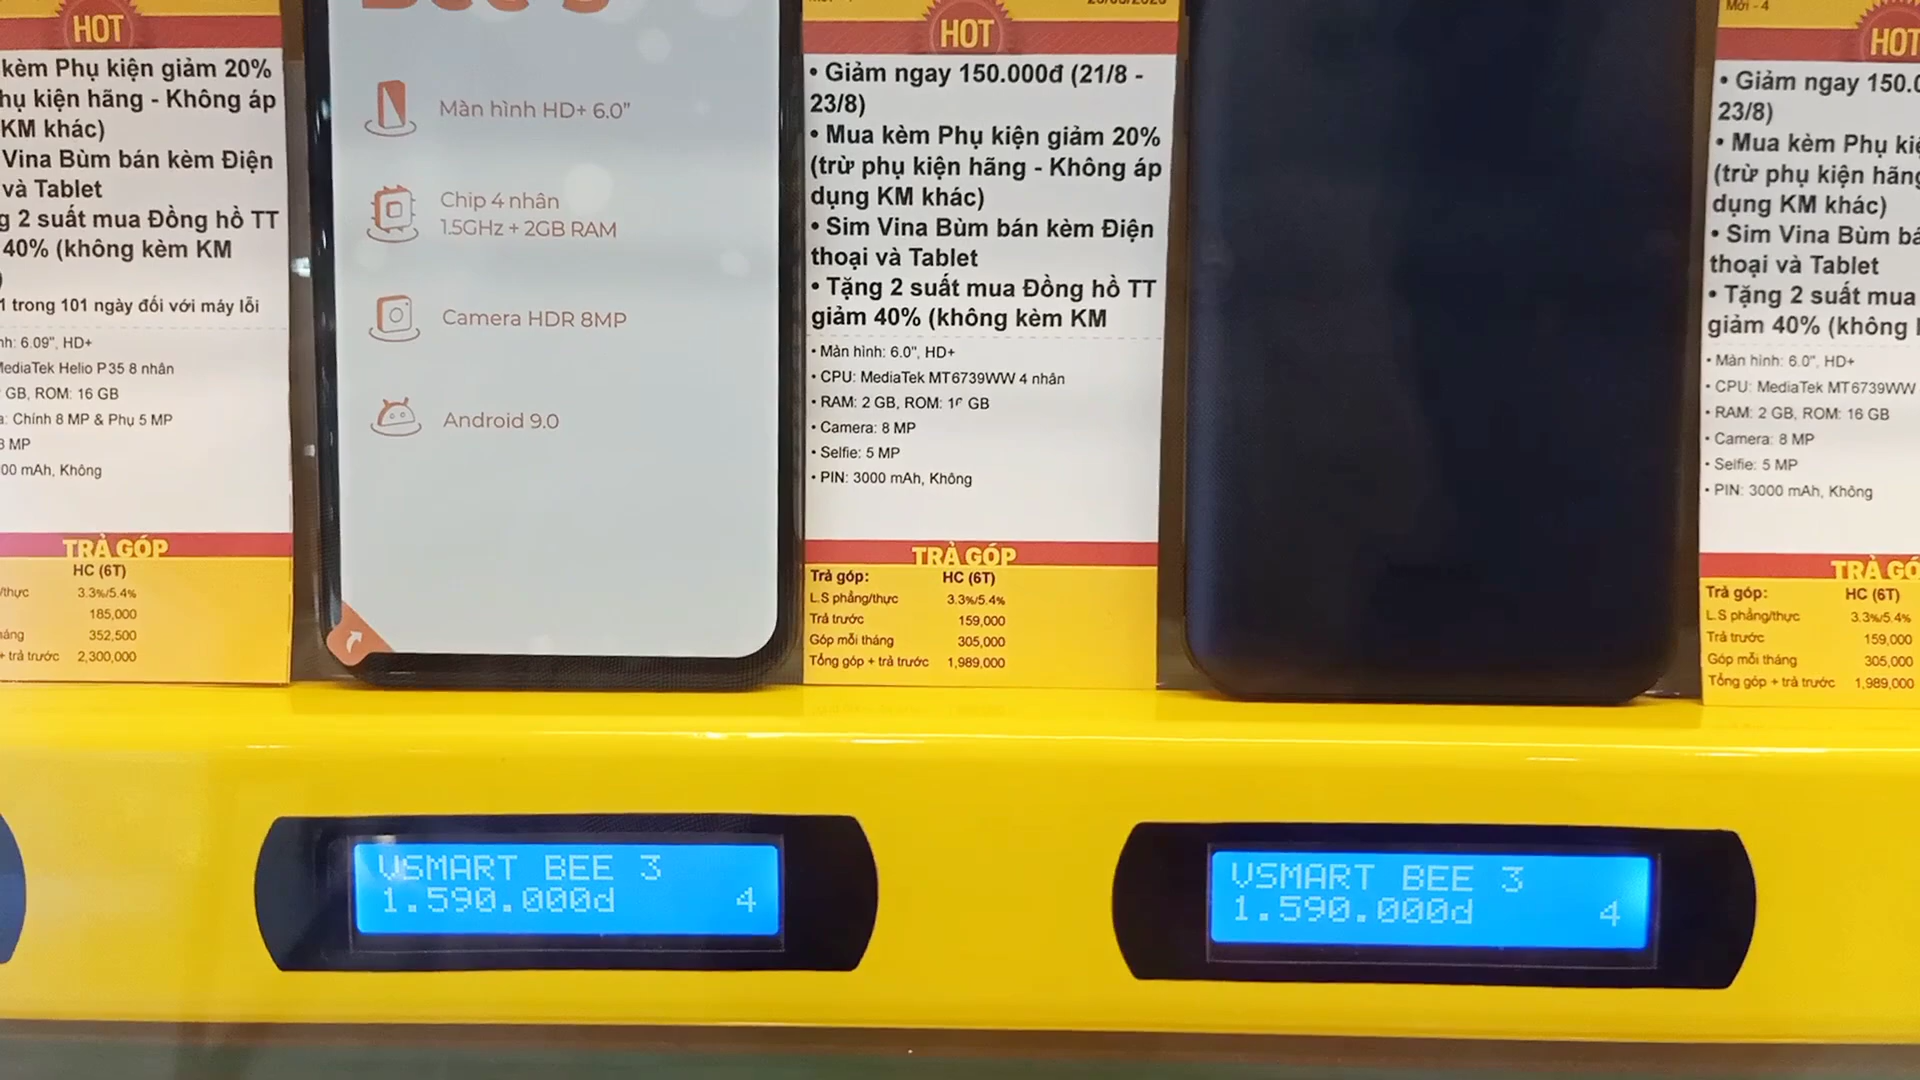 HOT
kèm Phụ kiện giảm 20%
hụ kiện hãng - Không áp
KM khác)
Vina Bùm bán kèm Điện
và Tablet
g 2 suất mua Đồng hồ TT
40% (không kèm KM
)
1 trong 101 ngày đối với máy lỗi
nh: 6.09", HD+
MediaTek Helio P35 8 nhân
GB, ROM: 16 GB
a: Chính 8 MP & Phụ 5 MP
MP
00 mAh, Không
TRẢ GÓP
HC (6T)
/thực 3.3%/5.4%
185,000
áng 352,500
+ trả trước 2,300,000
Màn hình HD+ 6.0"
Chip 4 nhân
1.5GHz + 2GB RAM
Camera HDR 8MP
Android 9.0
HOT
• Giảm ngay 150.000đ (21/8 -
23/8)
• Mua kèm Phụ kiện giảm 20%
(trừ phụ kiện hãng - Không áp
dụng KM khác)
• Sim Vina Bùm bán kèm Điện
thoại và Tablet
• Tặng 2 suất mua Đồng hồ TT
giảm 40% (không kèm KM
• Màn hình: 6.0", HD+
• CPU: MediaTek MT6739WW 4 nhân
• RAM: 2 GB, ROM: 16 GB
• Camera: 8 MP
• Selfie: 5 MP
• PIN: 3000 mAh, Không
TRẢ GÓP
Trả góp: HC (6T)
L.S phẳng/thực 3.3%/5.4%
Trả trước 159,000
Góp mỗi tháng 305,000
Tổng góp + trả trước 1,989,000
Mới - 4
HOT
• Giảm ngay 150.0
23/8)
• Mua kèm Phụ kiệ
(trừ phụ kiện hãng
dụng KM khác)
• Sim Vina Bùm bá
thoại và Tablet
• Tặng 2 suất mua
giảm 40% (không
• Màn hình: 6.0", HD+
• CPU: MediaTek MT6739WW
• RAM: 2 GB, ROM: 16 GB
• Camera: 8 MP
• Selfie: 5 MP
• PIN: 3000 mAh, Không
TRẢ GÓ
Trả góp: HC (6T)
L.S phẳng/thực 3.3%/5.4%
Trả trước 159,000
Góp mỗi tháng 305,000
Tổng góp + trả trước 1,989,000
VSMART BEE 3
1.590.000d 4
VSMART BEE 3
1.590.000d 4